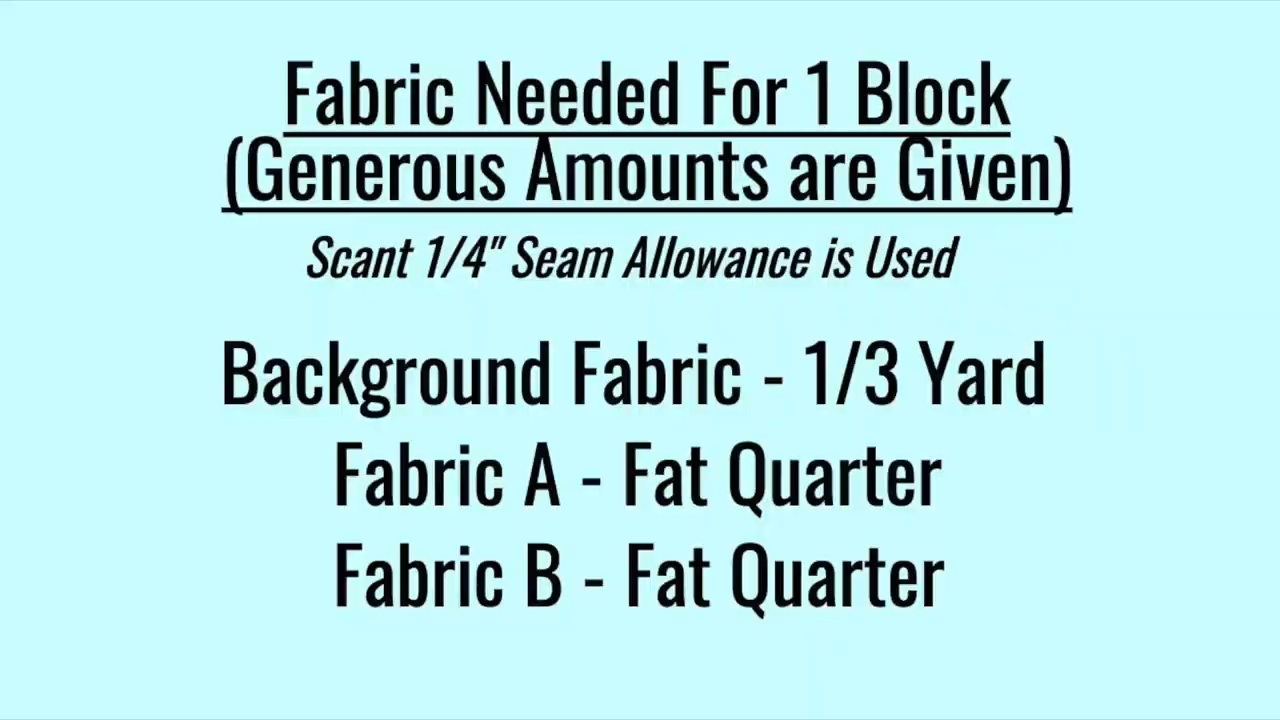 Fabric Needed For 1 Block
(Generous Amounts are Given)
Scant 1/4" Seam Allowance is Used
Background Fabric - 1/3 Yard
Fabric A - Fat Quarter
Fabric B - Fat Quarter